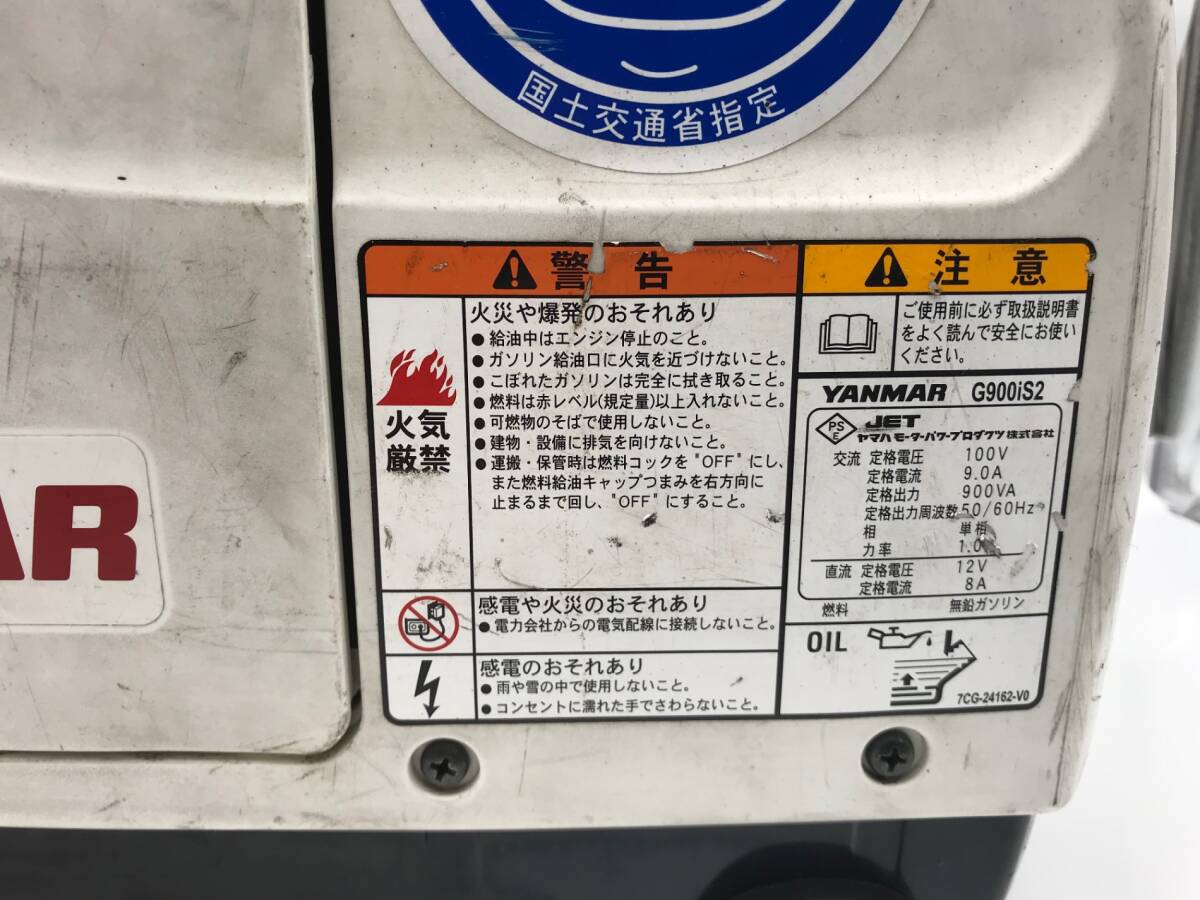 国土交通省指定
AR
警告
火気
厳禁
火災や爆発のおそれあり
● 給油中はエンジン停止のこと。
● ガソリン給油口に火気を近づけないこと。
● こぼれたガソリンは完全に拭き取ること。
● 燃料は赤レベル(規定量)以上入れないこと。
● 可燃物のそばで使用しないこと。
● 建物・設備に排気を向けないこと。
● 運搬・保管時は燃料コックを"OFF"にし、
また燃料給油キャップつまみを右方向に
止まるまで回し、"OFF"にすること。
感電や火災のおそれあり
● 電力会社からの電気配線に接続しないこと。
感電のおそれあり
● 雨や雪の中で使用しないこと。
● コンセントに濡れた手でさわらないこと。
注意
ご使用前に必ず取扱説明書
をよく読んで安全にお使い
ください。
YANMAR G900iS2
PS
E
JET
ヤマハモーターパワープロダクツ株式会社
交流 定格電圧 100V
定格電流 9.0A
定格出力 900VA
定格出力周波数 50/60Hz
相 単相
力率 1.0
直流 定格電圧 12V
定格電流 8A
燃料 無鉛ガソリン
OIL
7CG-24162-V0